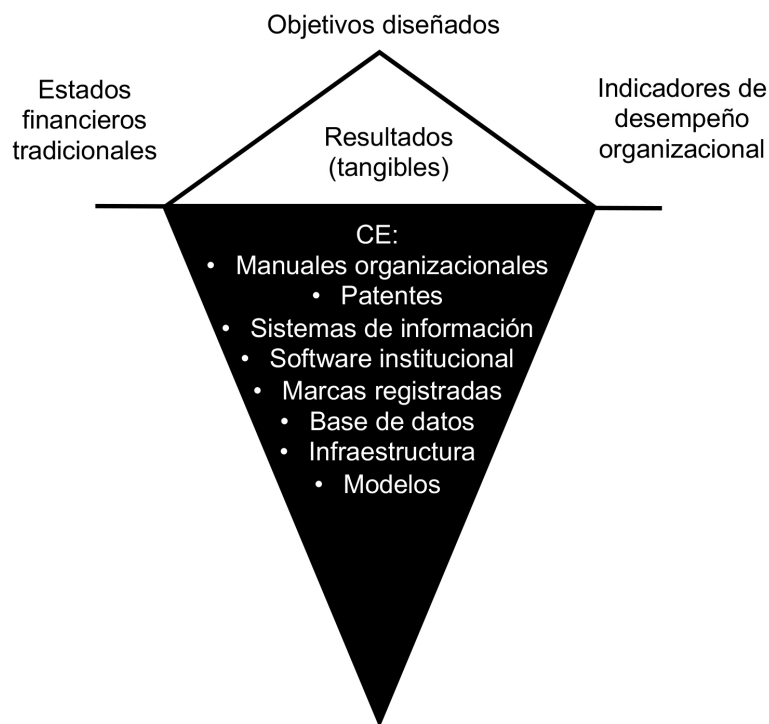 Objetivos diseñados
Estados
financieros
tradicionales
Indicadores de
desempeño
organizacional
Resultados
(tangibles)
CE:
• Manuales organizacionales
• Patentes
• Sistemas de información
• Software institucional
• Marcas registradas
• Base de datos
• Infraestructura
• Modelos